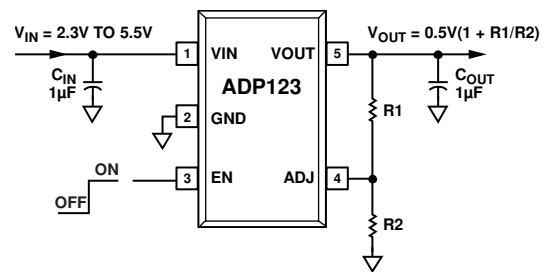 V_IN = 2.3V TO 5.5V
V_OUT = 0.5V(1 + R1/R2)
1
VIN
VOUT
5
C_IN
1µF
ADP123
C_OUT
1µF
2
GND
R1
ON
3
EN
ADJ
4
OFF
R2